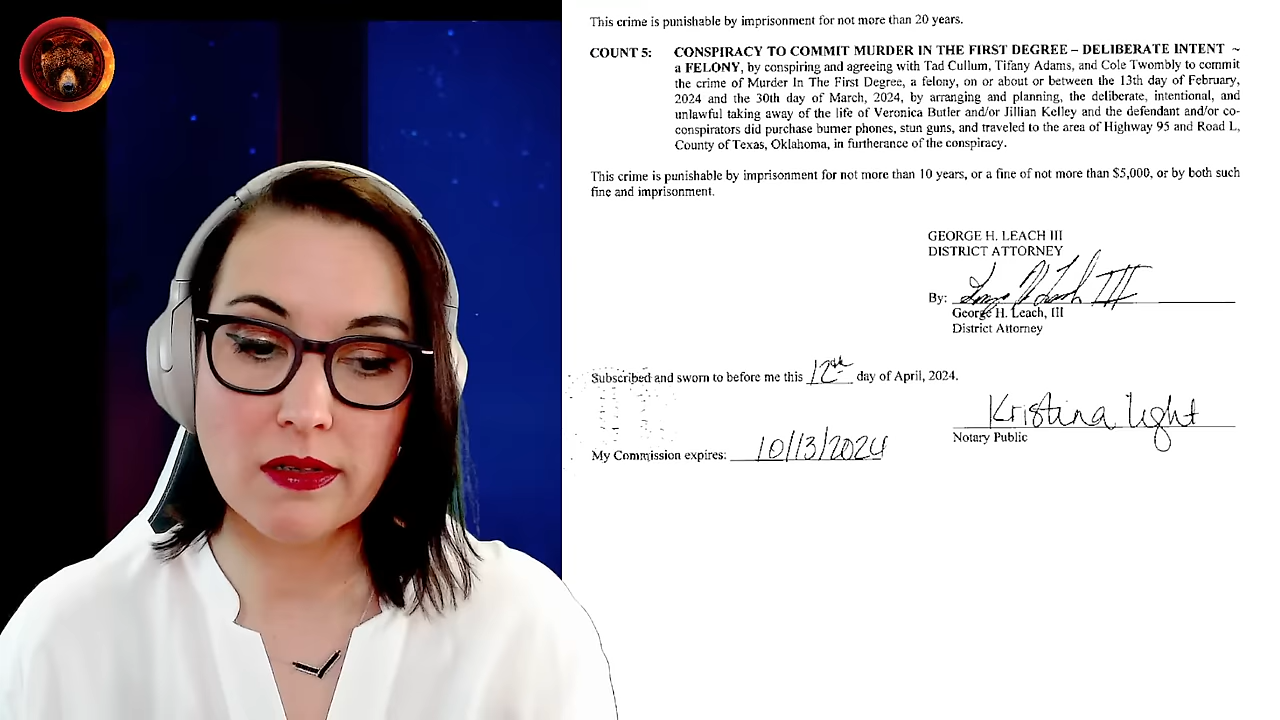 This crime is punishable by imprisonment for not more than 20 years.
COUNT 5: CONSPIRACY TO COMMIT MURDER IN THE FIRST DEGREE – DELIBERATE INTENT ~
a FELONY, by conspiring and agreeing with Tad Cullum, Tifany Adams, and Cole Twombly to commit
the crime of Murder In The First Degree, a felony, on or about or between the 13th day of February,
2024 and the 30th day of March, 2024, by arranging and planning, the deliberate, intentional, and
unlawful taking away of the life of Veronica Butler and/or Jillian Kelley and the defendant and/or co-
conspirators did purchase burner phones, stun guns, and traveled to the area of Highway 95 and Road L,
County of Texas, Oklahoma, in furtherance of the conspiracy.
This crime is punishable by imprisonment for not more than 10 years, or a fine of not more than $5,000, or by both such
fine and imprisonment.
GEORGE H. LEACH III
DISTRICT ATTORNEY
By:
George H. Leach, III
District Attorney
Subscribed and sworn to before me this 12th day of April, 2024.
Kristina Light
Notary Public
My Commission expires: 10/13/2024